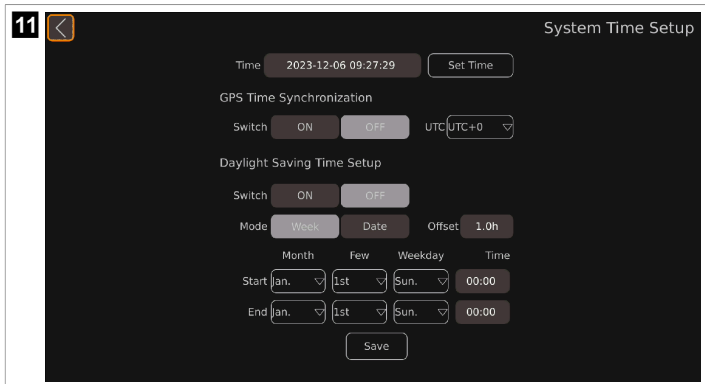 11
System Time Setup
Time 2023-12-06 09:27:29 Set Time
GPS Time Synchronization
Switch ON OFF UTC UTC+0
Daylight Saving Time Setup
Switch ON OFF
Mode Week Date Offset 1.0h
Month Few Weekday Time
Start Jan. 1st Sun. 00:00
End Jan. 1st Sun. 00:00
Save